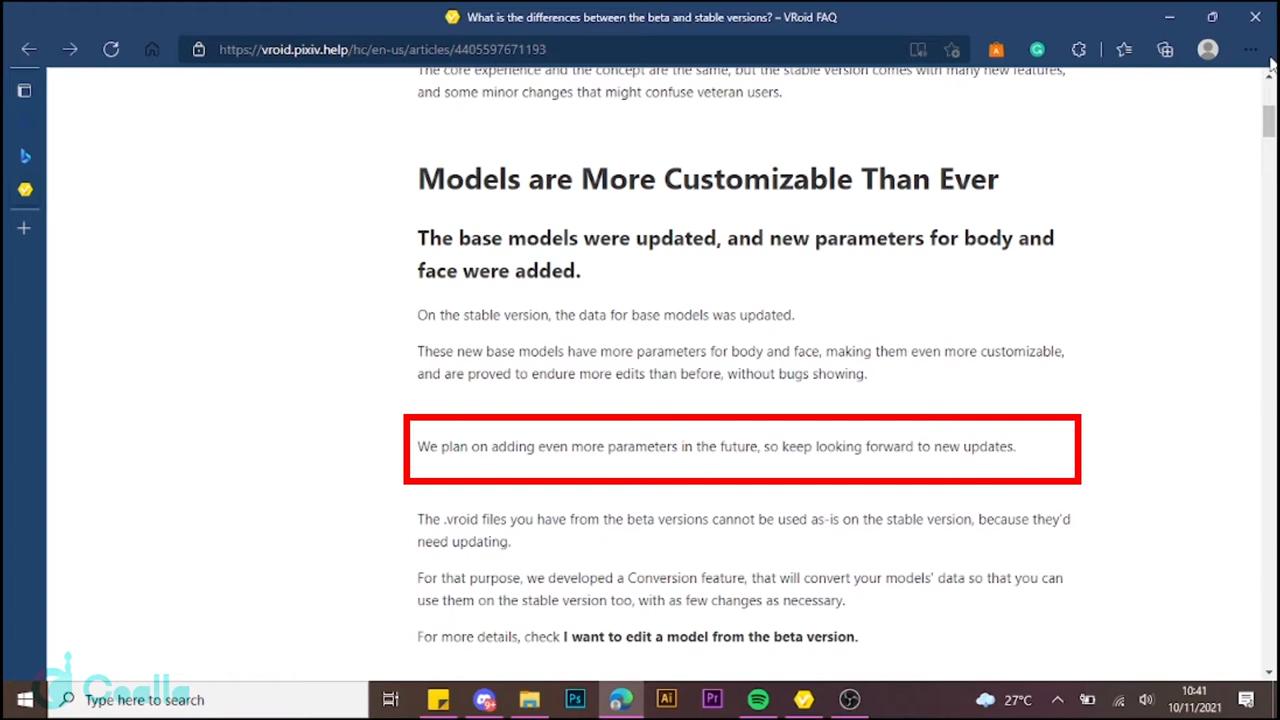 What is the differences between the beta and stable versions? – VRoid FAQ
https://vroid.pixiv.help/hc/en-us/articles/4405597671193
The core experience and the concept are the same, but the stable version comes with many new features,
and some minor changes that might confuse veteran users.
Models are More Customizable Than Ever
The base models were updated, and new parameters for body and
face were added.
On the stable version, the data for base models was updated.
These new base models have more parameters for body and face, making them even more customizable,
and are proved to endure more edits than before, without bugs showing.
We plan on adding even more parameters in the future, so keep looking forward to new updates.
The .vroid files you have from the beta versions cannot be used as-is on the stable version, because they'd
need updating.
For that purpose, we developed a Conversion feature, that will convert your models' data so that you can
use them on the stable version too, with as few changes as necessary.
For more details, check I want to edit a model from the beta version.
Type here to search
Ps
Ai
Pr
27°C
10:41
10/11/2021